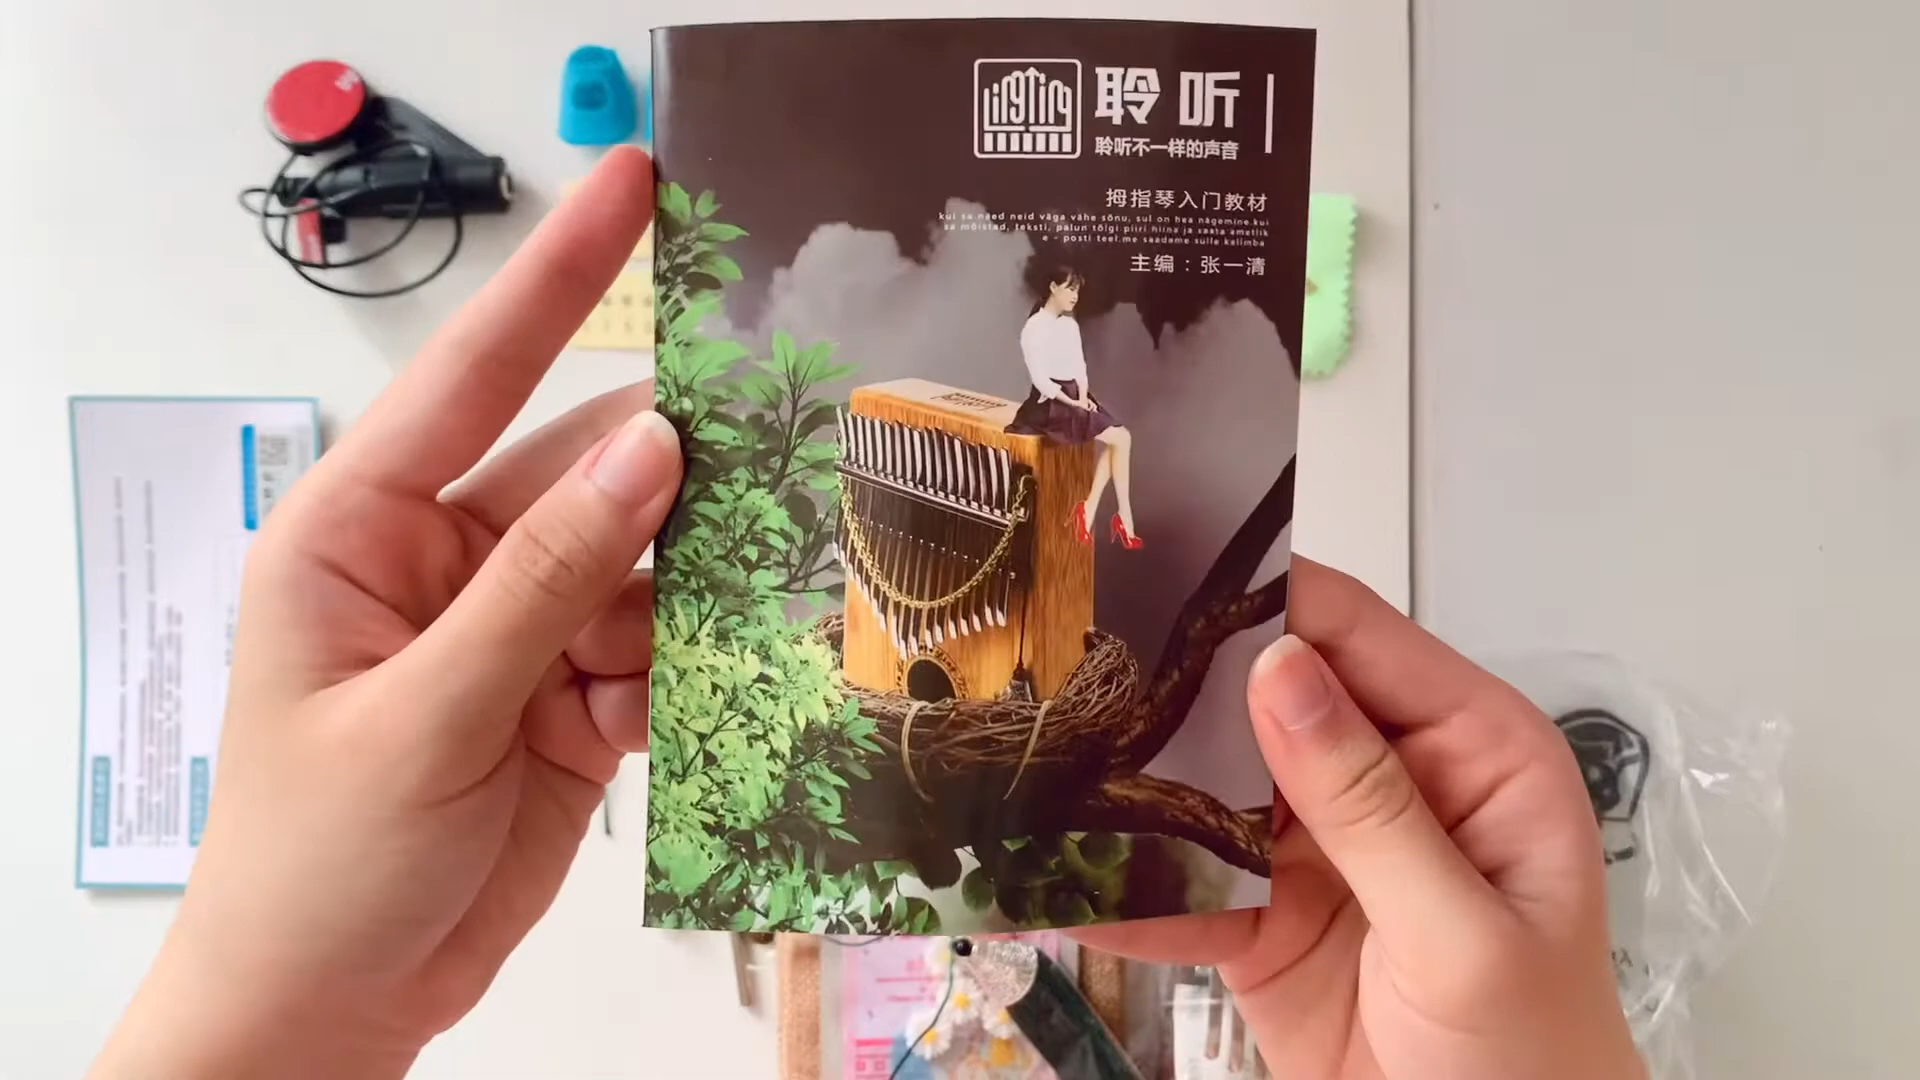 LingTing
聆听
聆听不一样的声音
拇指琴入门教材
kui sa näed neid väga vähe sõnu, sul on hea nägemine.kui
sa mõistad, teksti, palun tõlgi piiri hiina ja saata ametlik
e - posti teel.me saadame sulle kalimba
主编：张一清